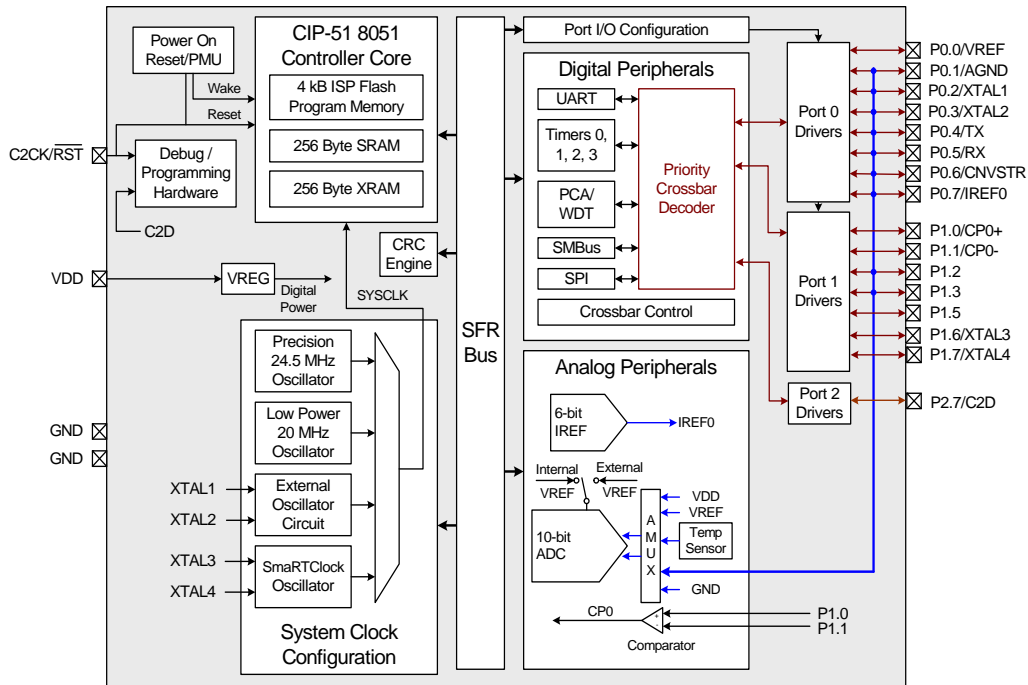 Power On
Reset/PMU
Wake
Reset
C2CK/RST
Debug /
Programming
Hardware
C2D
VDD
VREG
Digital
Power
SYSCLK
GND
GND
CIP-51 8051
Controller Core
4 kB ISP Flash
Program Memory
256 Byte SRAM
256 Byte XRAM
CRC
Engine
Precision
24.5 MHz
Oscillator
Low Power
20 MHz
Oscillator
XTAL1
XTAL2
External
Oscillator
Circuit
XTAL3
XTAL4
SmaRTClock
Oscillator
System Clock
Configuration
SFR
Bus
Port I/O Configuration
Digital Peripherals
UART
Timers 0,
1, 2, 3
PCA/
WDT
SMBus
SPI
Priority
Crossbar
Decoder
Crossbar Control
Port 0
Drivers
Port 1
Drivers
Port 2
Drivers
P0.0/VREF
P0.1/AGND
P0.2/XTAL1
P0.3/XTAL2
P0.4/TX
P0.5/RX
P0.6/CNVSTR
P0.7/IREF0
P1.0/CP0+
P1.1/CP0-
P1.2
P1.3
P1.5
P1.6/XTAL3
P1.7/XTAL4
P2.7/C2D
Analog Peripherals
6-bit
IREF
IREF0
Internal
VREF
External
VREF
10-bit
ADC
A
M
U
X
VDD
VREF
Temp
Sensor
GND
CP0
+
-
Comparator
P1.0
P1.1